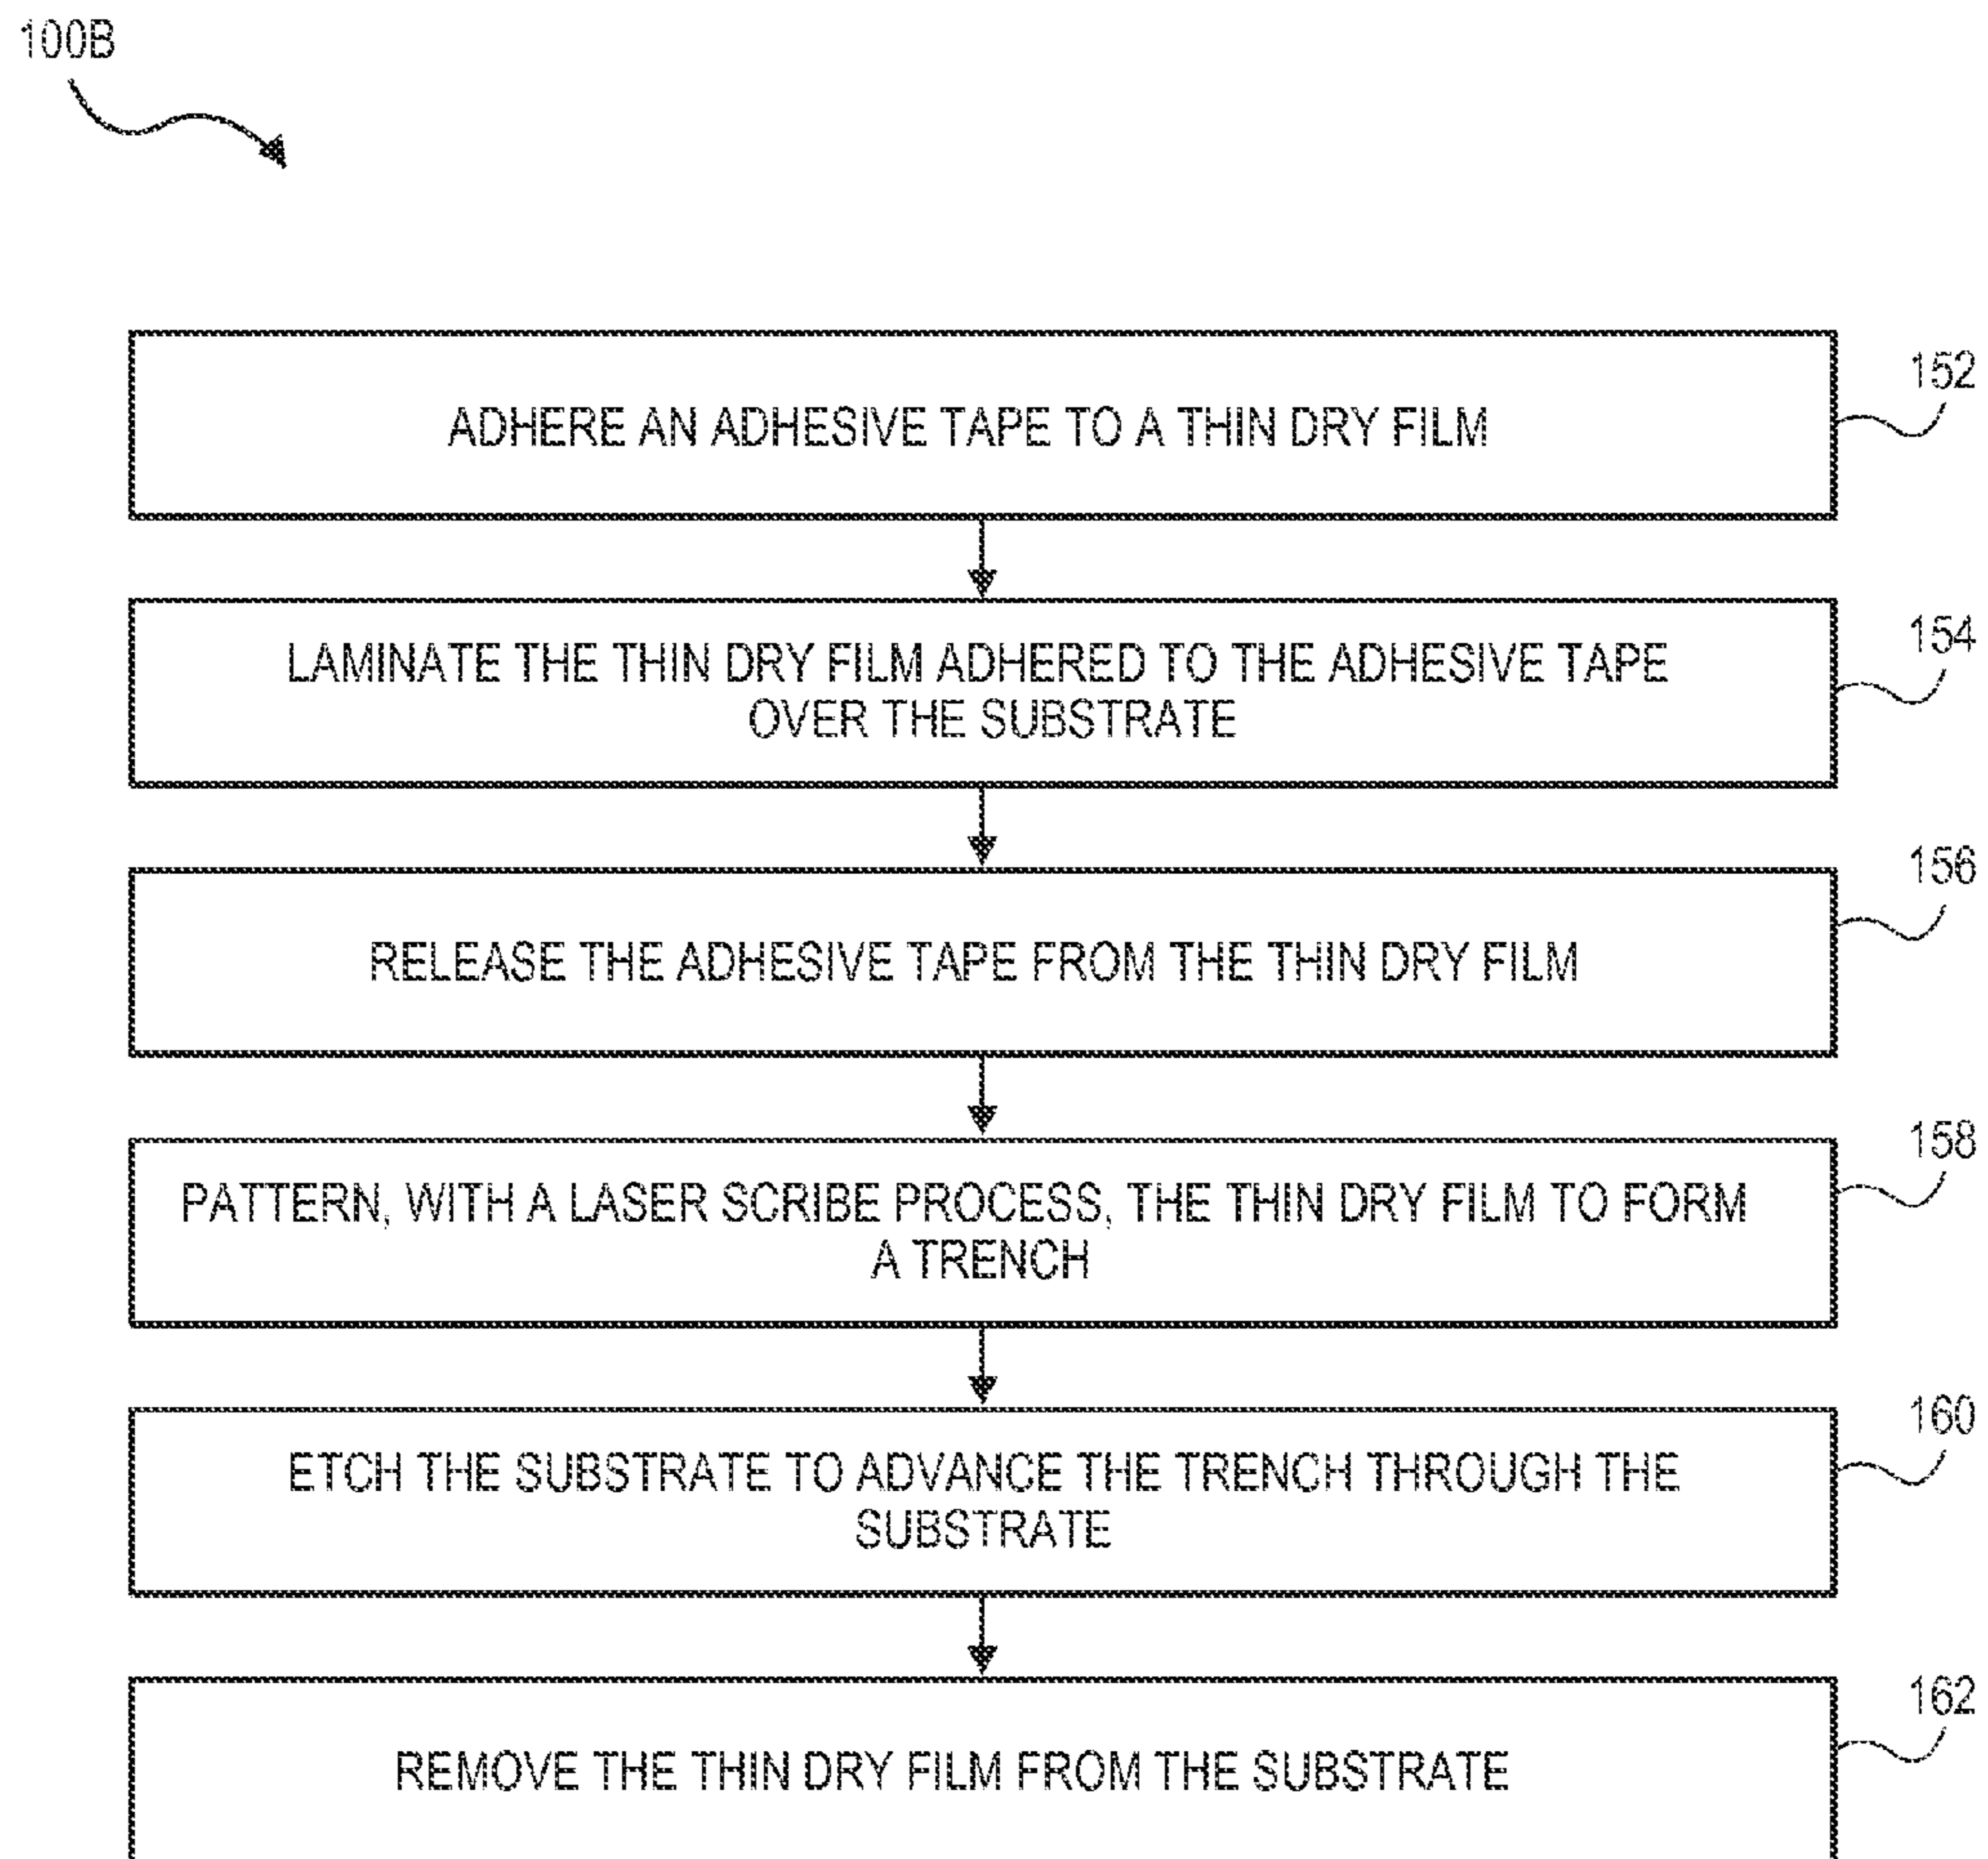 100B
ADHERE AN ADHESIVE TAPE TO A THIN DRY FILM
152
LAMINATE THE THIN DRY FILM ADHERED TO THE ADHESIVE TAPE
OVER THE SUBSTRATE
154
RELEASE THE ADHESIVE TAPE FROM THE THIN DRY FILM
156
PATTERN, WITH A LASER SCRIBE PROCESS, THE THIN DRY FILM TO FORM
A TRENCH
158
ETCH THE SUBSTRATE TO ADVANCE THE TRENCH THROUGH THE
SUBSTRATE
160
REMOVE THE THIN DRY FILM FROM THE SUBSTRATE
162